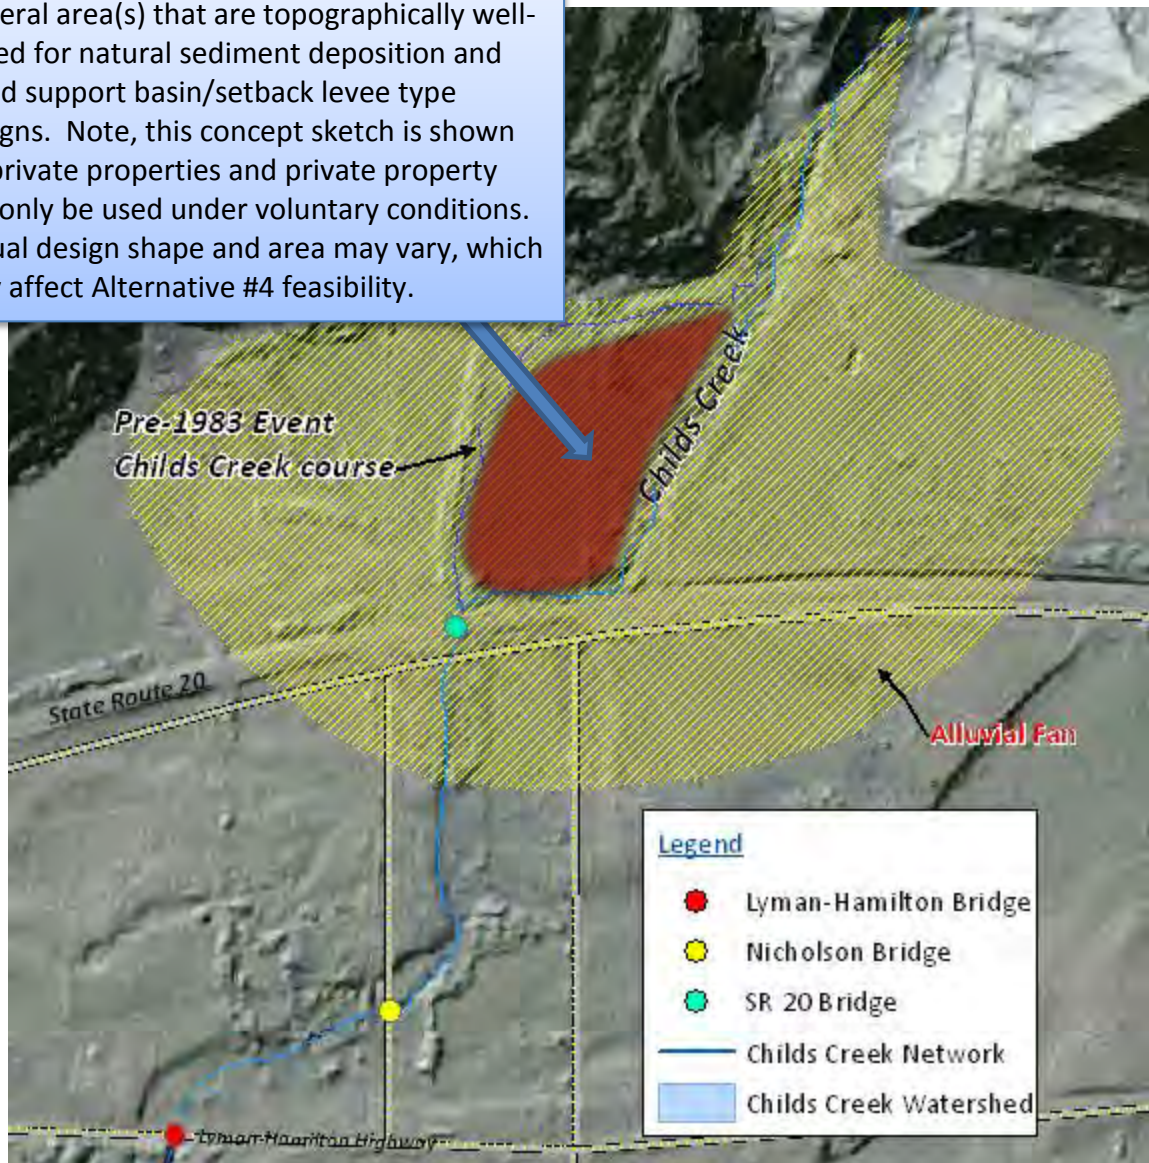 eral area(s) that are topographically well-
ed for natural sediment deposition and
d support basin/setback levee type
igns. Note, this concept sketch is shown
private properties and private property
only be used under voluntary conditions.
ual design shape and area may vary, which
y affect Alternative #4 feasibility.
Pre-1983 Event
Childs Creek course
Childs Creek
State Route 20
Alluvial Fan
Legend
Lyman-Hamilton Bridge
Nicholson Bridge
SR 20 Bridge
Childs Creek Network
Childs Creek Watershed
Lyman-Hamilton Highway